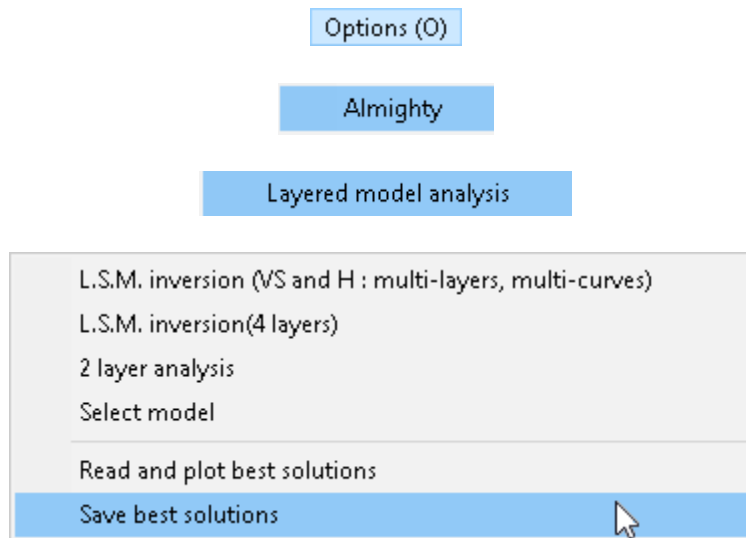 Options (O)
Almighty
Layered model analysis
L.S.M. inversion (VS and H : multi-layers, multi-curves)
L.S.M. inversion(4 layers)
2 layer analysis
Select model
Read and plot best solutions
Save best solutions